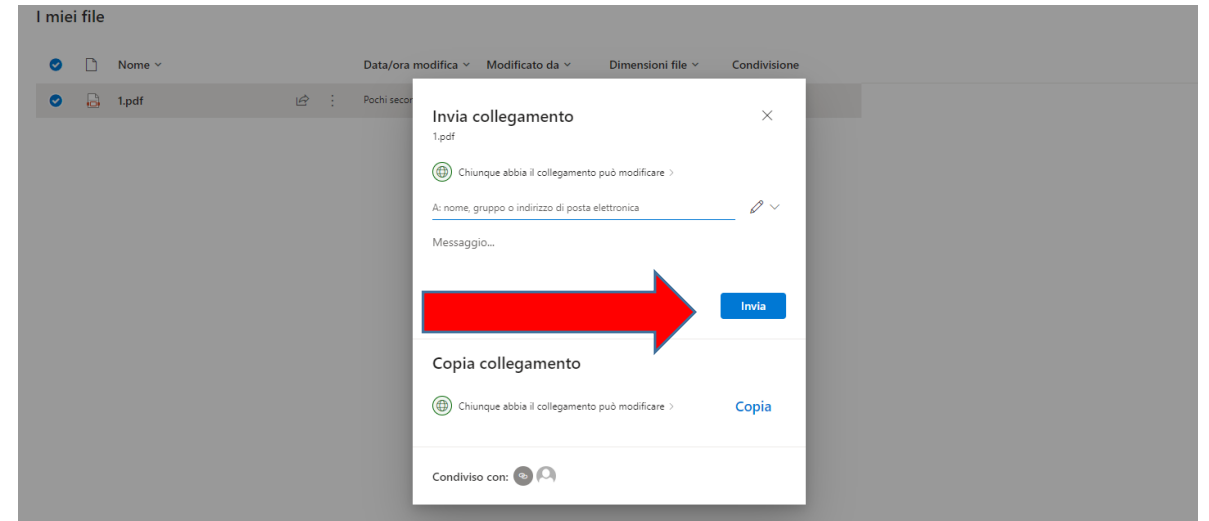 I miei file
Nome Data/ora modifica Modificato da Dimensioni file Condivisione
1.pdf Pochi secon
Invia collegamento
1.pdf
Chiunque abbia il collegamento può modificare
A: nome, gruppo o indirizzo di posta elettronica
Messaggio...
Invia
Copia collegamento
Chiunque abbia il collegamento può modificare
Copia
Condiviso con: